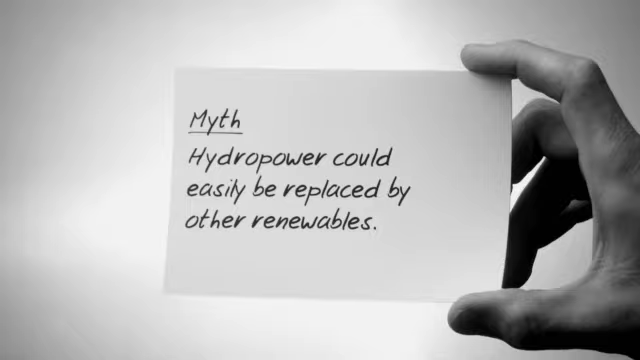 Myth
Hydropower could
easily be replaced by
other renewables.